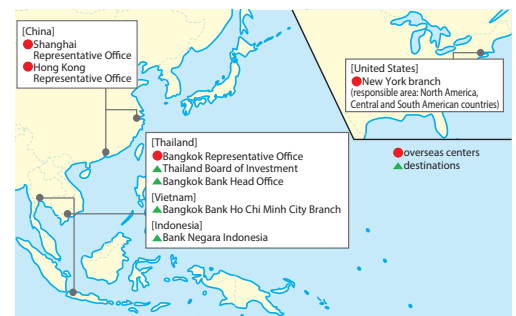 [China]
Shanghai
Representative Office
Hong Kong
Representative Office
[United States]
New York branch
(responsible area: North America,
Central and South American countries)
overseas centers
destinations
[Thailand]
Bangkok Representative Office
Thailand Board of Investment
Bangkok Bank Head Office
[Vietnam]
Bangkok Bank Ho Chi Minh City Branch
[Indonesia]
Bank Negara Indonesia